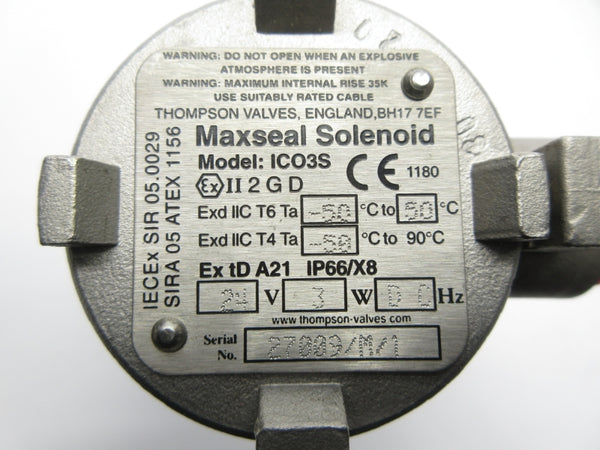 WARNING: DO NOT OPEN WHEN AN EXPLOSIVE
ATMOSPHERE IS PRESENT
WARNING: MAXIMUM INTERNAL RISE 35K
USE SUITABLY RATED CABLE
THOMPSON VALVES, ENGLAND,BH17 7EF
Maxseal Solenoid
Model: ICO3S
CE 1180
Ex II 2 G D
Exd IIC T6 Ta -50 °C to 50 °C
Exd IIC T4 Ta -50 °C to 90°C
Ex tD A21 IP66/X8
24 V 3 W D C Hz
www.thompson-valves.com
Serial No. 27009/M/1
IECEx SIR 05.0029
SIRA 05 ATEX 1156